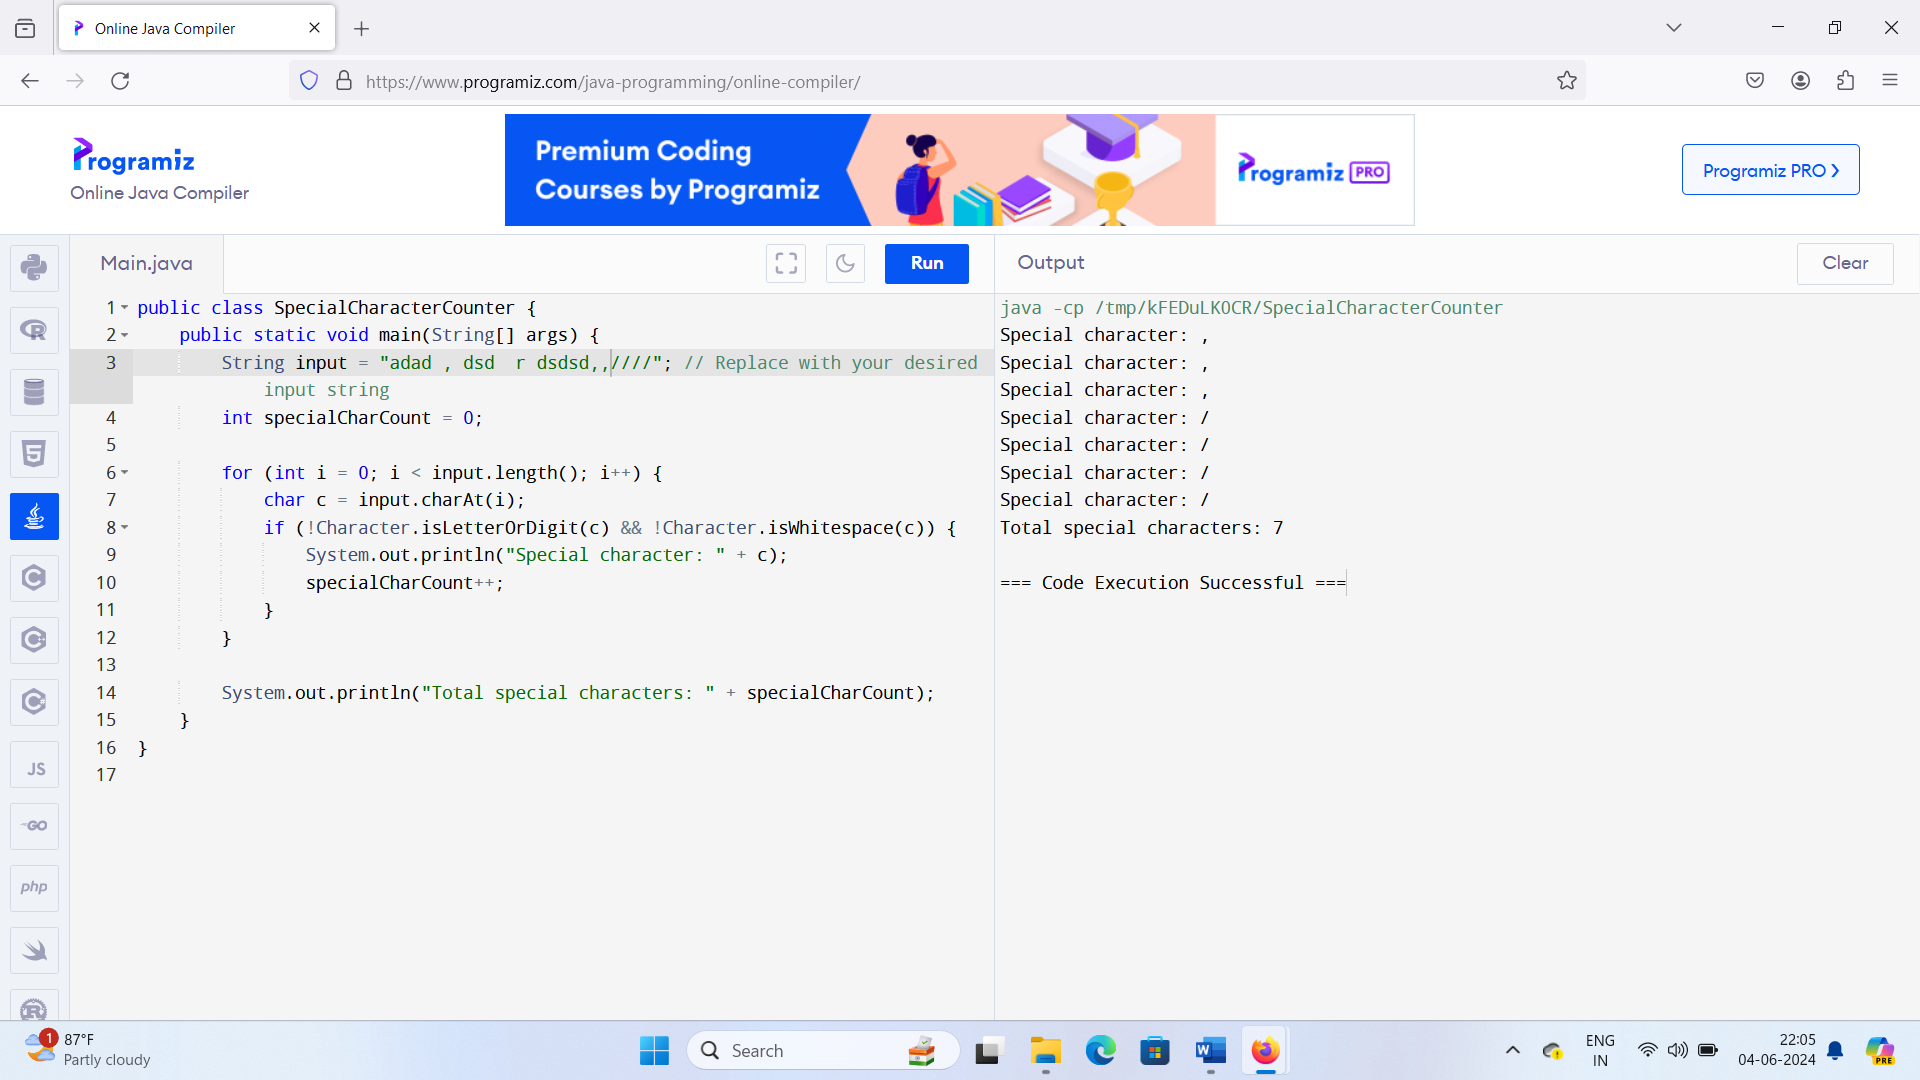 Online Java Compiler
https://www.programiz.com/java-programming/online-compiler/
Programiz
Online Java Compiler
Premium Coding
Courses by Programiz
Programiz PRO
Programiz PRO ›
Main.java
Run
Output
Clear
1 public class SpecialCharacterCounter {
2 public static void main(String[] args) {
3 String input = "adad , dsd  r dsdsd,,////"; // Replace with your desired
input string
4 int specialCharCount = 0;
5
6 for (int i = 0; i < input.length(); i++) {
7 char c = input.charAt(i);
8 if (!Character.isLetterOrDigit(c) && !Character.isWhitespace(c)) {
9 System.out.println("Special character: " + c);
10 specialCharCount++;
11 }
12 }
13
14 System.out.println("Total special characters: " + specialCharCount);
15 }
16 }
17
java -cp /tmp/kFEDuLK0CR/SpecialCharacterCounter
Special character: ,
Special character: ,
Special character: ,
Special character: /
Special character: /
Special character: /
Special character: /
Total special characters: 7
=== Code Execution Successful ===
JS
GO
php
1
87°F
Partly cloudy
Search
W
ENG
IN
22:05
04-06-2024
PRE